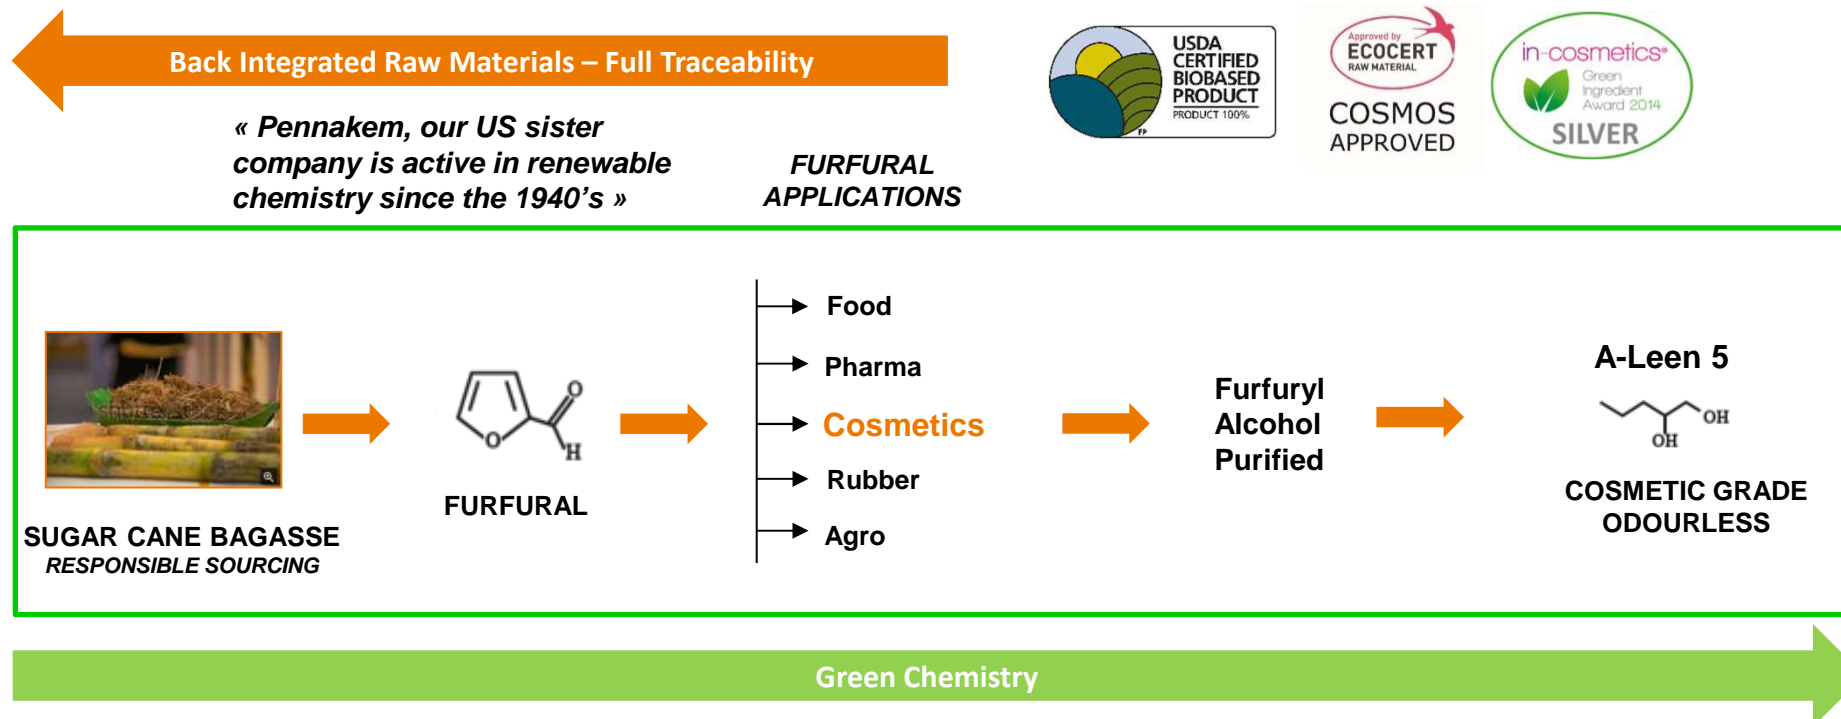 Back Integrated Raw Materials – Full Traceability
« Pennakem, our US sister
company is active in renewable
chemistry since the 1940’s »
FURFURAL
APPLICATIONS
USDA
CERTIFIED
BIOBASED
PRODUCT
PRODUCT 100%
FP
Approved by
ECOCERT
RAW MATERIAL
COSMOS
APPROVED
in-cosmetics®
Green
Ingredient
Award 2014
SILVER
SUGAR CANE BAGASSE
RESPONSIBLE SOURCING
O
O
H
FURFURAL
Food
Pharma
Cosmetics
Rubber
Agro
Furfuryl
Alcohol
Purified
A-Leen 5
OH
OH
COSMETIC GRADE
ODOURLESS
Green Chemistry